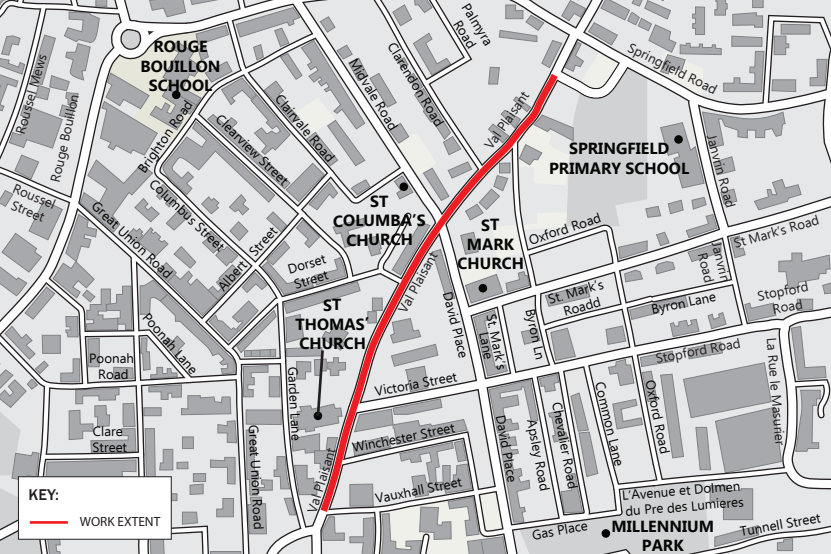 Palmyra
Road
ROUGE
BOUILLON
SCHOOL
Roussel Mews
Rouge Bouillon
Midvale Road
Clarendon Road
Springfield Road
Val Plaisant
Clairvale Road
Brighton Road
Clearview Street
SPRINGFIELD
PRIMARY SCHOOL
Janvrin Road
Roussel
Street
Great Union Road
Columbus Street
ST
COLUMBA'S
CHURCH
ST
MARK
CHURCH
Oxford Road
St Mark's Road
Albert Street
Dorset
Street
Val Plaisant
Janvrin
Road
St. Mark's
Roadd
Byron Lane
Stopford
Road
ST
THOMAS'
CHURCH
David Place
St. Mark's
Lane
Byron Ln
Poonah Lane
Poonah
Road
Stopford Road
La Rue le Masurier
Garden Lane
Victoria Street
Clare
Street
Great Union Road
Winchester Street
David Place
Apsley Road
Chevalier Road
Common Lane
Oxford Road
Val Plaisant
Vauxhall Street
L'Avenue et Dolmen
du Pre des Lumieres
Gas Place
MILLENNIUM
PARK
Tunnell Street
KEY:
WORK EXTENT